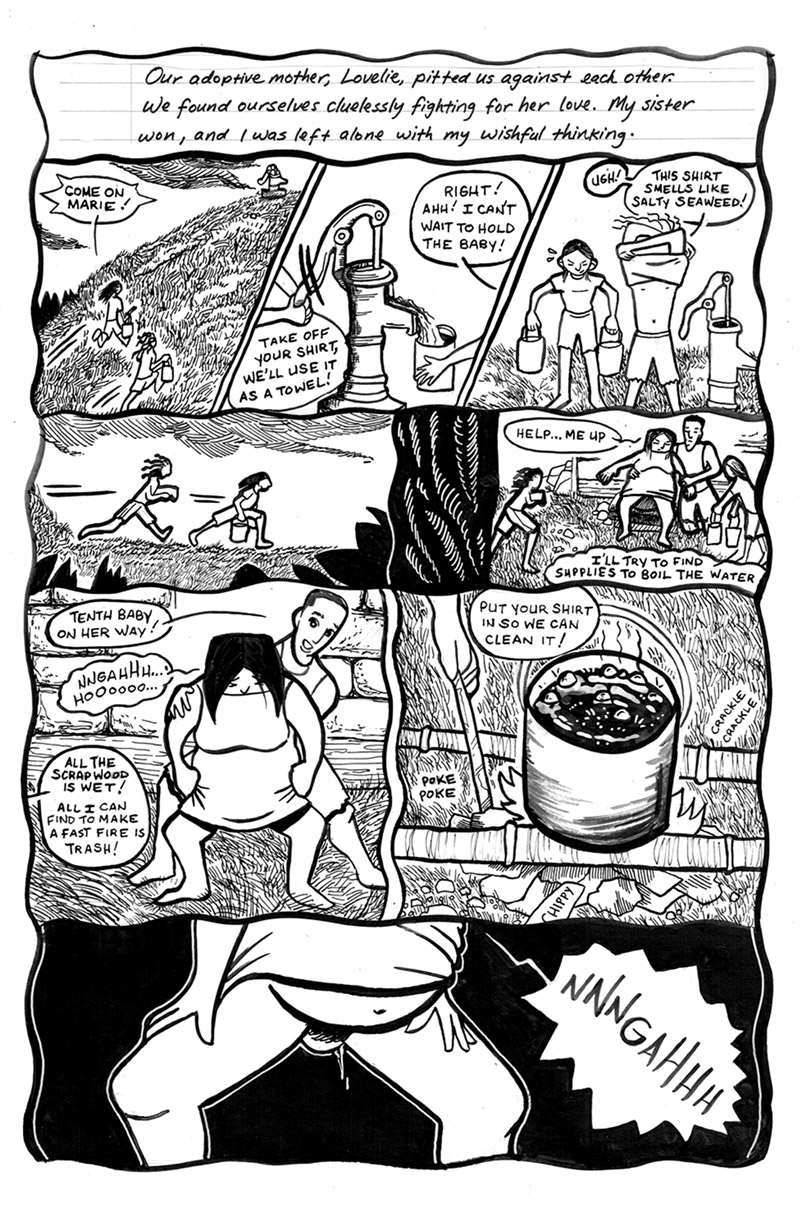 Our adoptive mother, Lovelie, pitted us against each other.
We found ourselves cluelessly fighting for her love. My sister
won, and I was left alone with my wishful thinking.
COME ON
MARIE!
TAKE OFF
YOUR SHIRT,
WE'LL USE IT
AS A TOWEL!
RIGHT!
AHH! I CAN'T
WAIT TO HOLD
THE BABY!
UGH!
THIS SHIRT
SMELLS LIKE
SALTY SEAWEED!
HELP... ME UP
I'LL TRY TO FIND
SUPPLIES TO BOIL THE WATER
TENTH BABY
ON HER WAY!
NNGAHHH...
HOOOOOO...
ALL THE
SCRAP WOOD
IS WET!
ALL I CAN
FIND TO MAKE
A FAST FIRE IS
TRASH!
PUT YOUR SHIRT
IN SO WE CAN
CLEAN IT!
CRACKLE
CRACKLE
POKE
POKE
CHIPPY
NNNGAHHHH